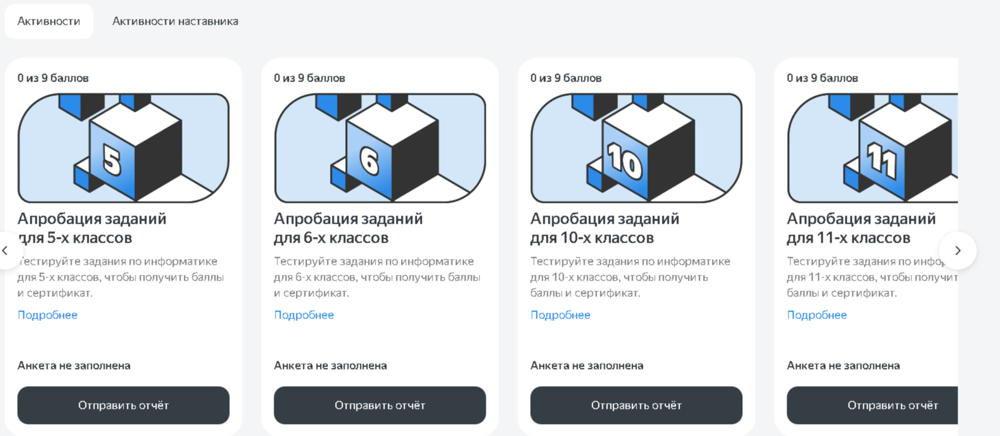 Активности
Активности наставника
0 из 9 баллов
5
Апробация заданий
для 5-х классов
Тестируйте задания по информатике
для 5-х классов, чтобы получить баллы
и сертификат.
Подробнее
Анкета не заполнена
Отправить отчёт
0 из 9 баллов
6
Апробация заданий
для 6-х классов
Тестируйте задания по информатике
для 6-х классов, чтобы получить баллы
и сертификат.
Подробнее
Анкета не заполнена
Отправить отчёт
0 из 9 баллов
10
Апробация заданий
для 10-х классов
Тестируйте задания по информатике
для 10-х классов, чтобы получить
баллы и сертификат.
Подробнее
Анкета не заполнена
Отправить отчёт
0 из 9 баллов
11
Апробация заданий
для 11-х классов
Тестируйте задания по
для 11-х классов, чтобы
баллы и сертификат.
Подробнее
Анкета не заполнена
Отправить отчёт